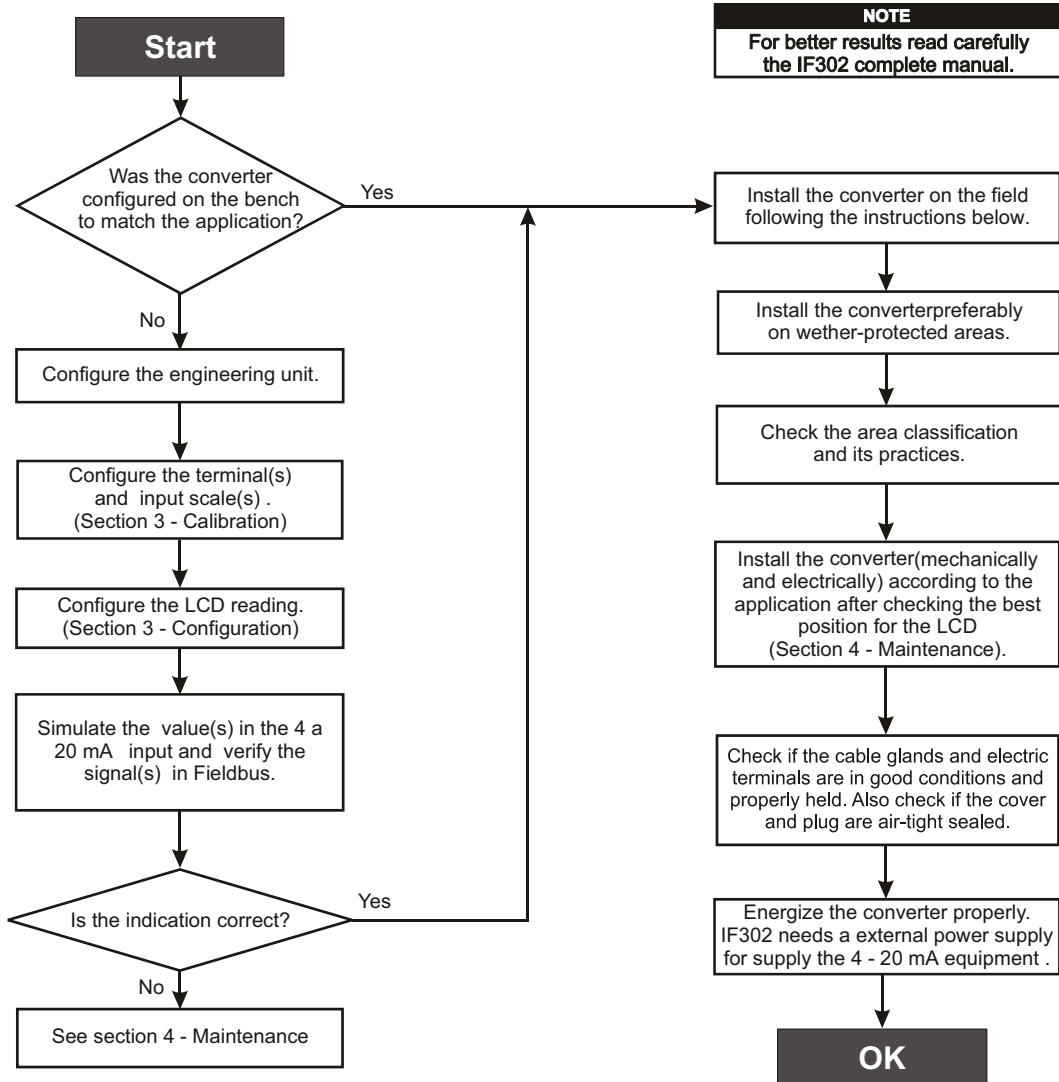 Start
NOTE
For better results read carefully
the IF302 complete manual.
Was the converter
configured on the bench
to match the application?
Yes
No
Configure the engineering unit.
Configure the terminal(s)
and input scale(s) .
(Section 3 - Calibration)
Configure the LCD reading.
(Section 3 - Configuration)
Simulate the value(s) in the 4 a
20 mA input and verify the
signal(s) in Fieldbus.
Is the indication correct?
Yes
No
See section 4 - Maintenance
Install the converter on the field
following the instructions below.
Install the converterpreferably
on wether-protected areas.
Check the area classification
and its practices.
Install the converter(mechanically
and electrically) according to the
application after checking the best
position for the LCD
(Section 4 - Maintenance).
Check if the cable glands and electric
terminals are in good conditions and
properly held. Also check if the cover
and plug are air-tight sealed.
Energize the converter properly.
IF302 needs a external power supply
for supply the 4 - 20 mA equipment .
OK